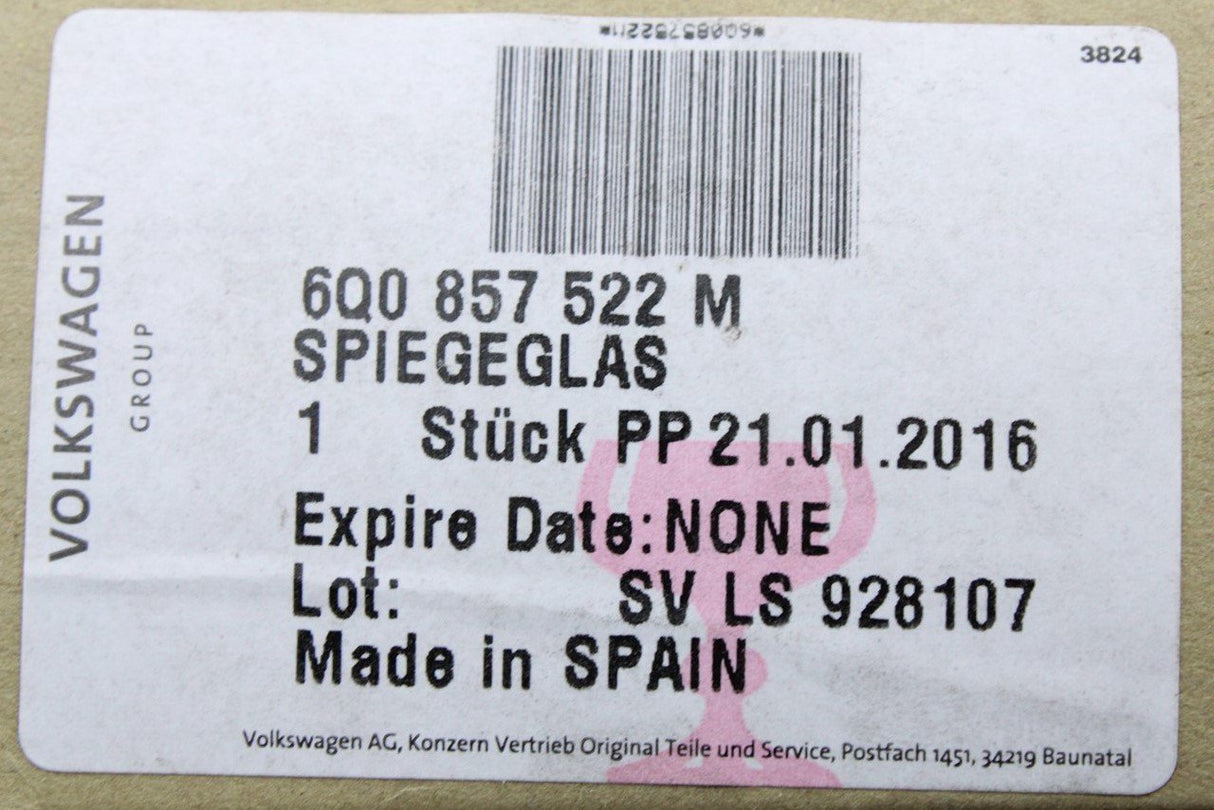 *6Q0857522M*
3824
VOLKSWAGEN
GROUP
6Q0 857 522 M
SPIEGEGLAS
1 Stück PP 21.01.2016
Expire Date:NONE
Lot: SV LS 928107
Made in SPAIN
Volkswagen AG, Konzern Vertrieb Original Teile und Service, Postfach 1451, 34219 Baunatal